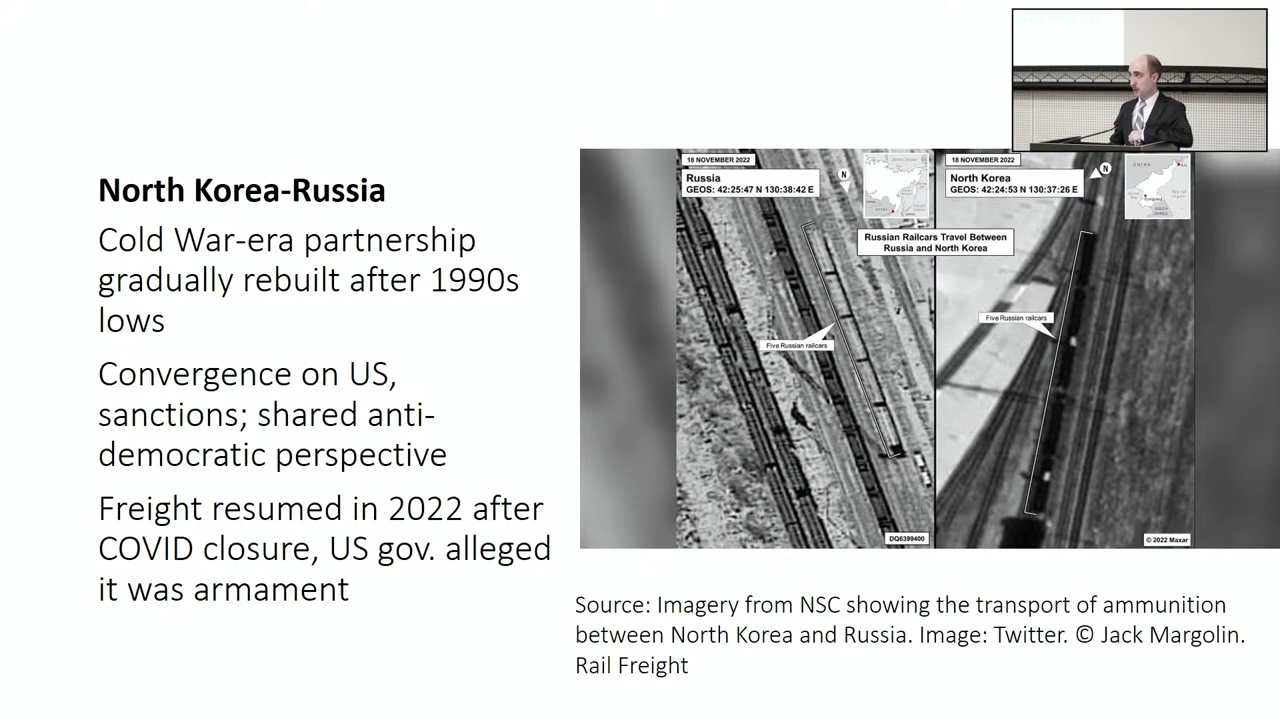 North Korea-Russia
Cold War-era partnership
gradually rebuilt after 1990s
lows
Convergence on US,
sanctions; shared anti-
democratic perspective
Freight resumed in 2022 after
COVID closure, US gov. alleged
it was armament
18 NOVEMBER 2022
Russia
GEOS: 42:25:47 N 130:38:42 E
N
18 NOVEMBER 2022
North Korea
GEOS: 42:24:53 N 130:37:26 E
N
CHINA
SOUTH
KOREA
Russian Railcars Travel Between
Russia and North Korea
Five Russian railcars
Five Russian railcars
DQ6399400
© 2022 Maxar
Source: Imagery from NSC showing the transport of ammunition
between North Korea and Russia. Image: Twitter. © Jack Margolin.
Rail Freight